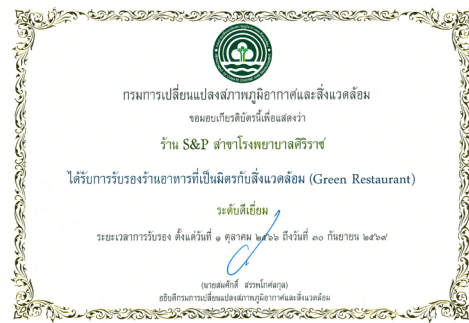 กรมการเปลี่ยนแปลงสภาพภูมิอากาศและสิ่งแวดล้อม
ขอมอบเกียรติบัตรนี้เพื่อแสดงว่า
ร้าน S&P สาขาโรงพยาบาลศิริราช
ได้รับการรับรองร้านอาหารที่เป็นมิตรกับสิ่งแวดล้อม (Green Restaurant)
ระดับดีเยี่ยม
ระยะเวลาการรับรอง ตั้งแต่วันที่ ๑ ตุลาคม ๒๕๖๖ ถึงวันที่ ๓๐ กันยายน ๒๕๖๙
(นายสมศักดิ์ สรรพโกศลกุล)
อธิบดีกรมการเปลี่ยนแปลงสภาพภูมิอากาศและสิ่งแวดล้อม